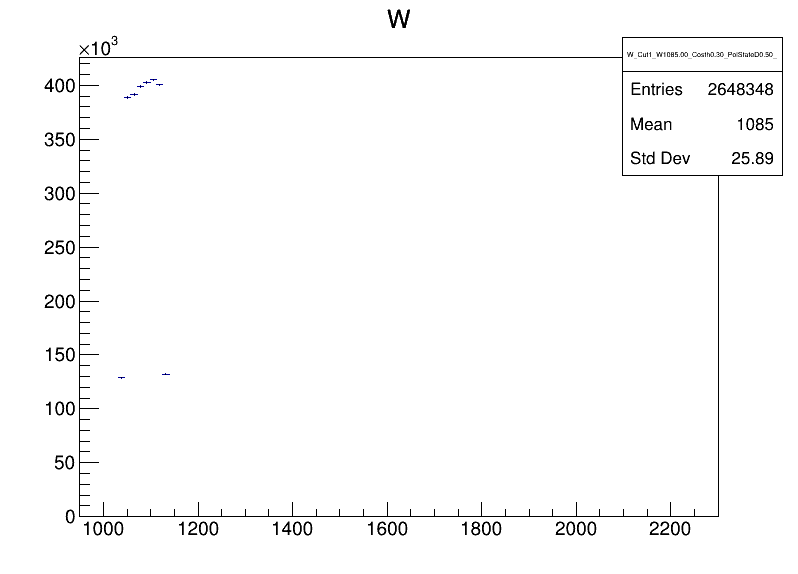 W
×10³
W_Cut1_W1085.00_Costh0.30_PolStateD0.50_
Entries 2648348
Mean 1085
Std Dev 25.89
400
350
300
250
200
150
100
50
0
1000 1200 1400 1600 1800 2000 2200